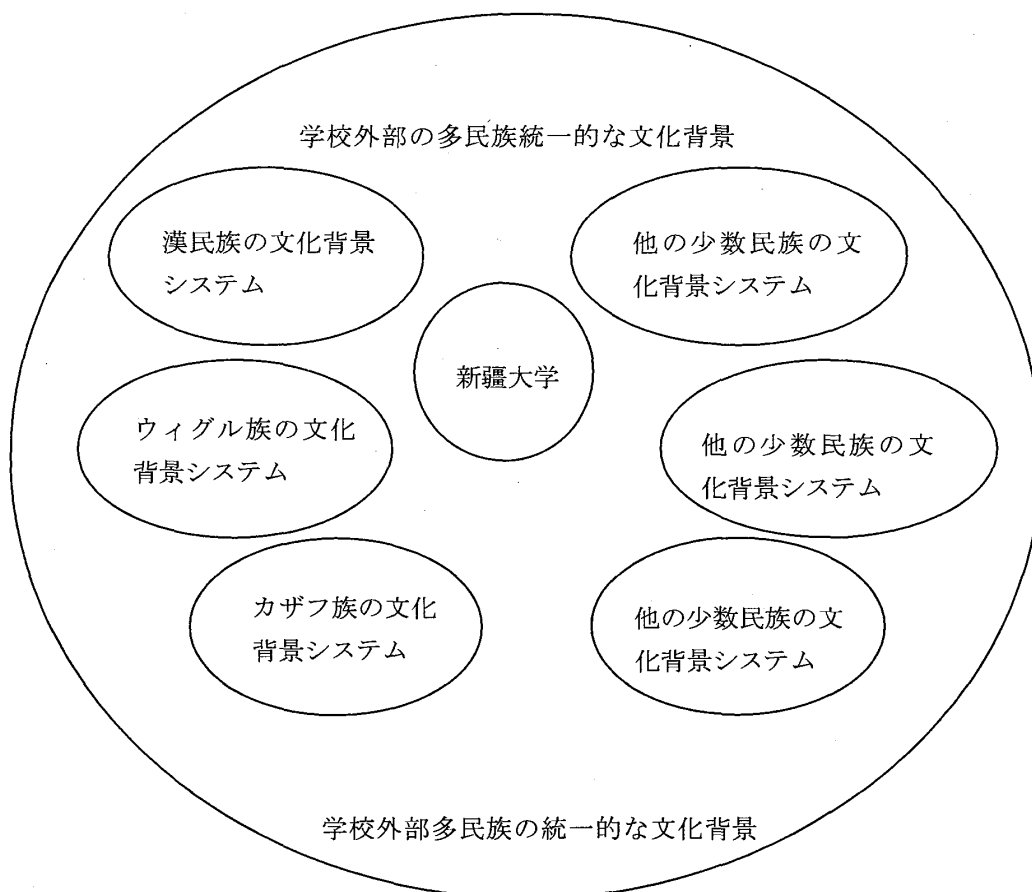 学校外部の多民族統一的な文化背景
漢民族の文化背景
システム
他の少数民族の文
化背景システム
新疆大学
ウィグル族の文化
背景システム
他の少数民族の文
化背景システム
カザフ族の文化
背景システム
他の少数民族の文
化背景システム
学校外部多民族の統一的な文化背景